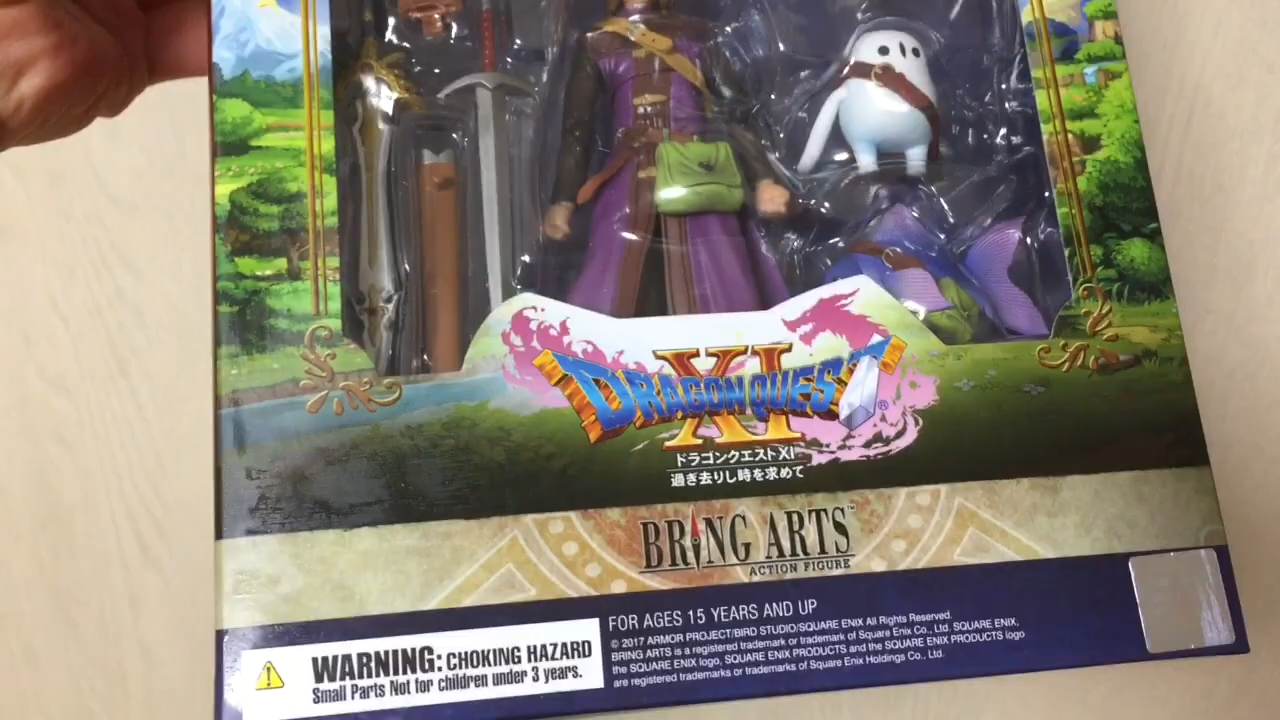 DRAGON QUEST®
XI
ドラゴンクエストXI
過ぎ去りし時を求めて
BRING ARTS™
ACTION FIGURE
FOR AGES 15 YEARS AND UP
© 2017 ARMOR PROJECT/BIRD STUDIO/SQUARE ENIX All Rights Reserved.
BRING ARTS is a registered trademark or trademark of Square Enix Co., Ltd. SQUARE ENIX,
the SQUARE ENIX logo, SQUARE ENIX PRODUCTS and the SQUARE ENIX PRODUCTS logo
are registered trademarks or trademarks of Square Enix Holdings Co., Ltd.
WARNING: CHOKING HAZARD
Small Parts Not for children under 3 years.